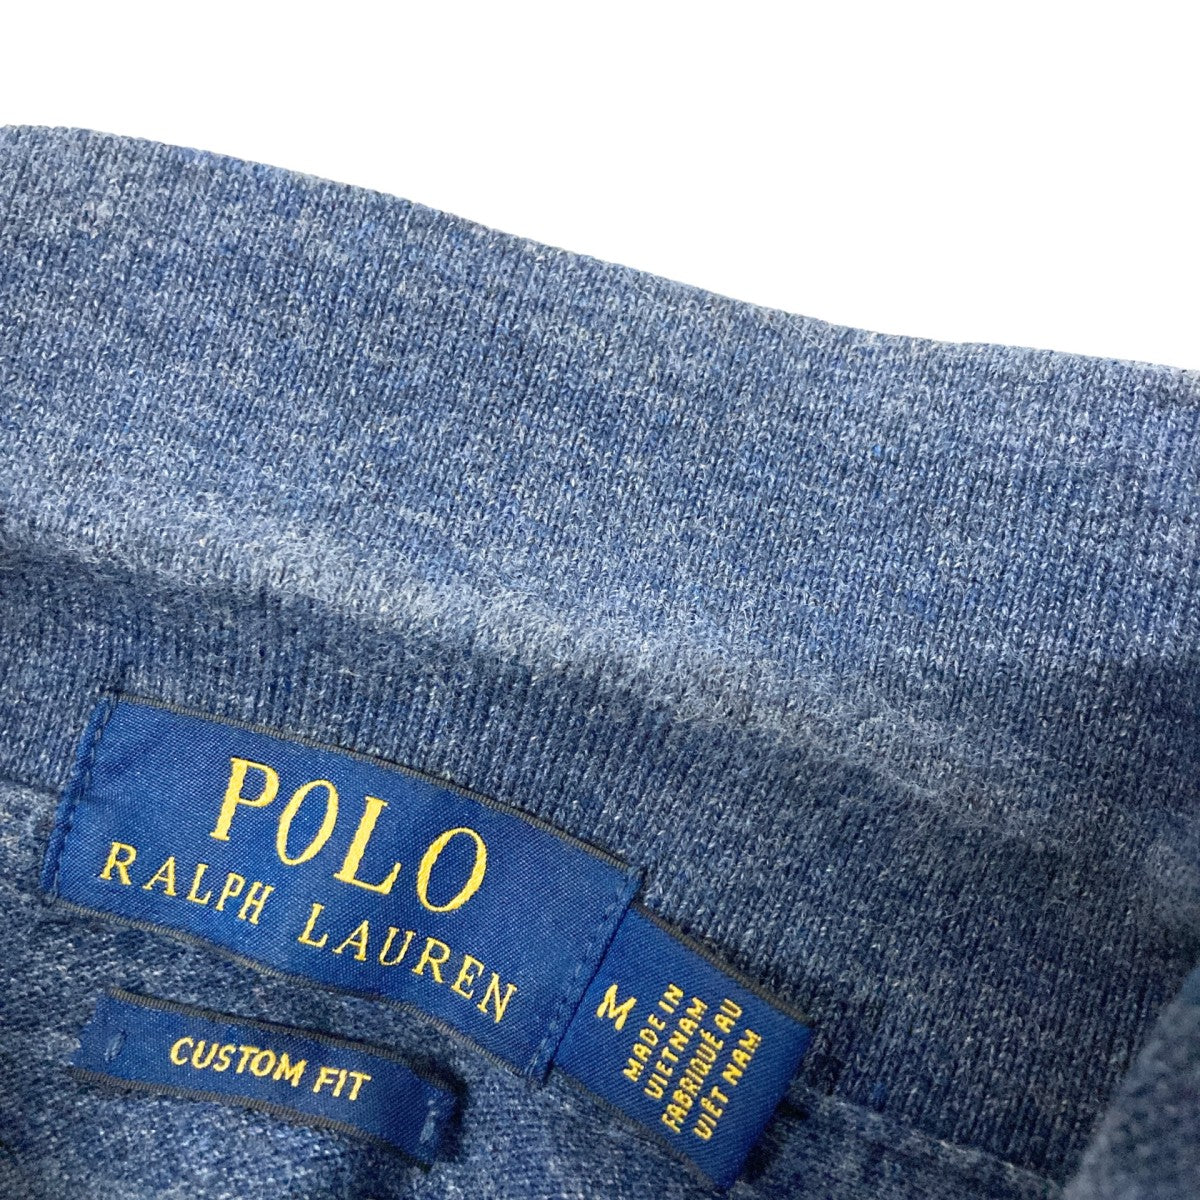 POLO
RALPH LAUREN
M
MADE IN
VIETNAM
FABRIQUÉ AU
VIÊT NAM
CUSTOM FIT